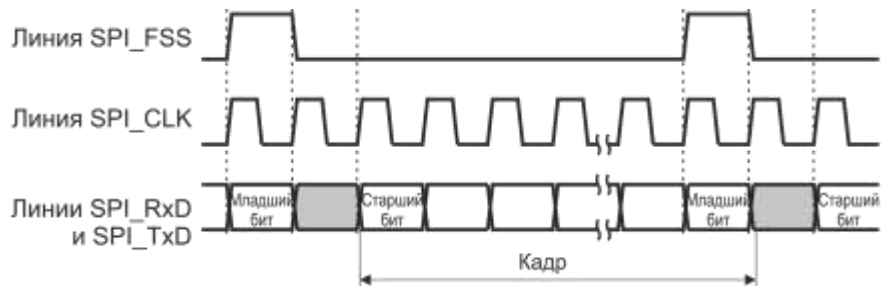 Линия SPI_FSS
Линия SPI_CLK
Линии SPI_RxD
и SPI_TxD
Младший
бит
Старший
бит
Младший
бит
Старший
бит
Кадр